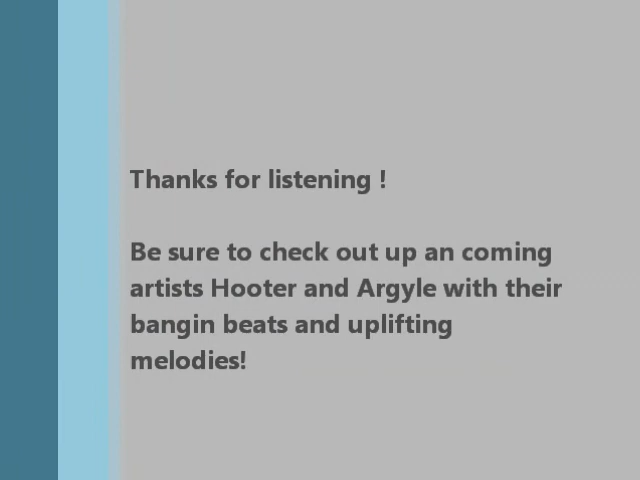 Thanks for listening !
Be sure to check out up an coming
artists Hooter and Argyle with their
bangin beats and uplifting
melodies!